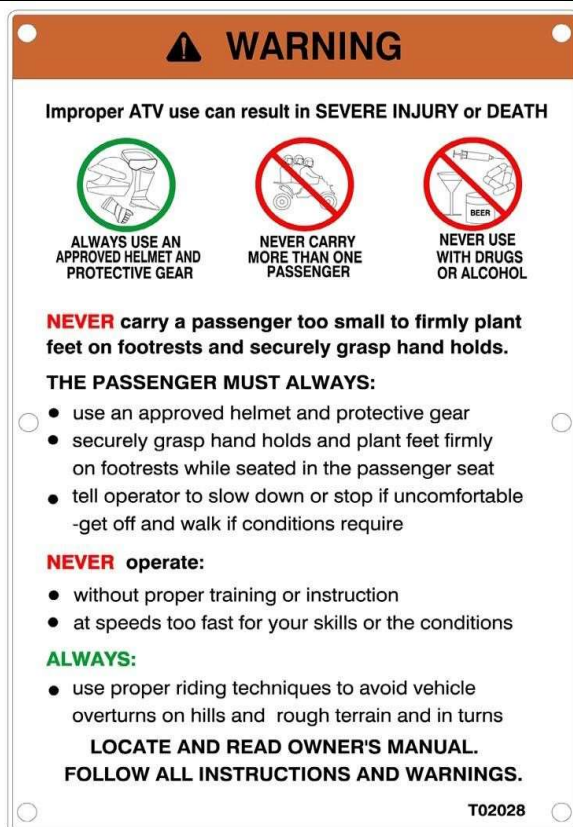 WARNING
Improper ATV use can result in SEVERE INJURY or DEATH
ALWAYS USE AN
APPROVED HELMET AND
PROTECTIVE GEAR
NEVER CARRY
MORE THAN ONE
PASSENGER
BEER
NEVER USE
WITH DRUGS
OR ALCOHOL
NEVER carry a passenger too small to firmly plant
feet on footrests and securely grasp hand holds.
THE PASSENGER MUST ALWAYS:
● use an approved helmet and protective gear
● securely grasp hand holds and plant feet firmly
on footrests while seated in the passenger seat
● tell operator to slow down or stop if uncomfortable
-get off and walk if conditions require
NEVER operate:
● without proper training or instruction
● at speeds too fast for your skills or the conditions
ALWAYS:
● use proper riding techniques to avoid vehicle
overturns on hills and rough terrain and in turns
LOCATE AND READ OWNER'S MANUAL.
FOLLOW ALL INSTRUCTIONS AND WARNINGS.
T02028